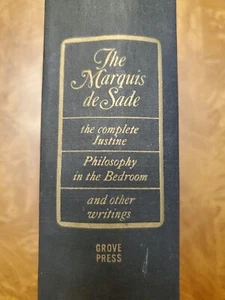 The
Marquis
de Sade
the complete
Justine
Philosophy
in the Bedroom
and other
writings
GROVE
PRESS